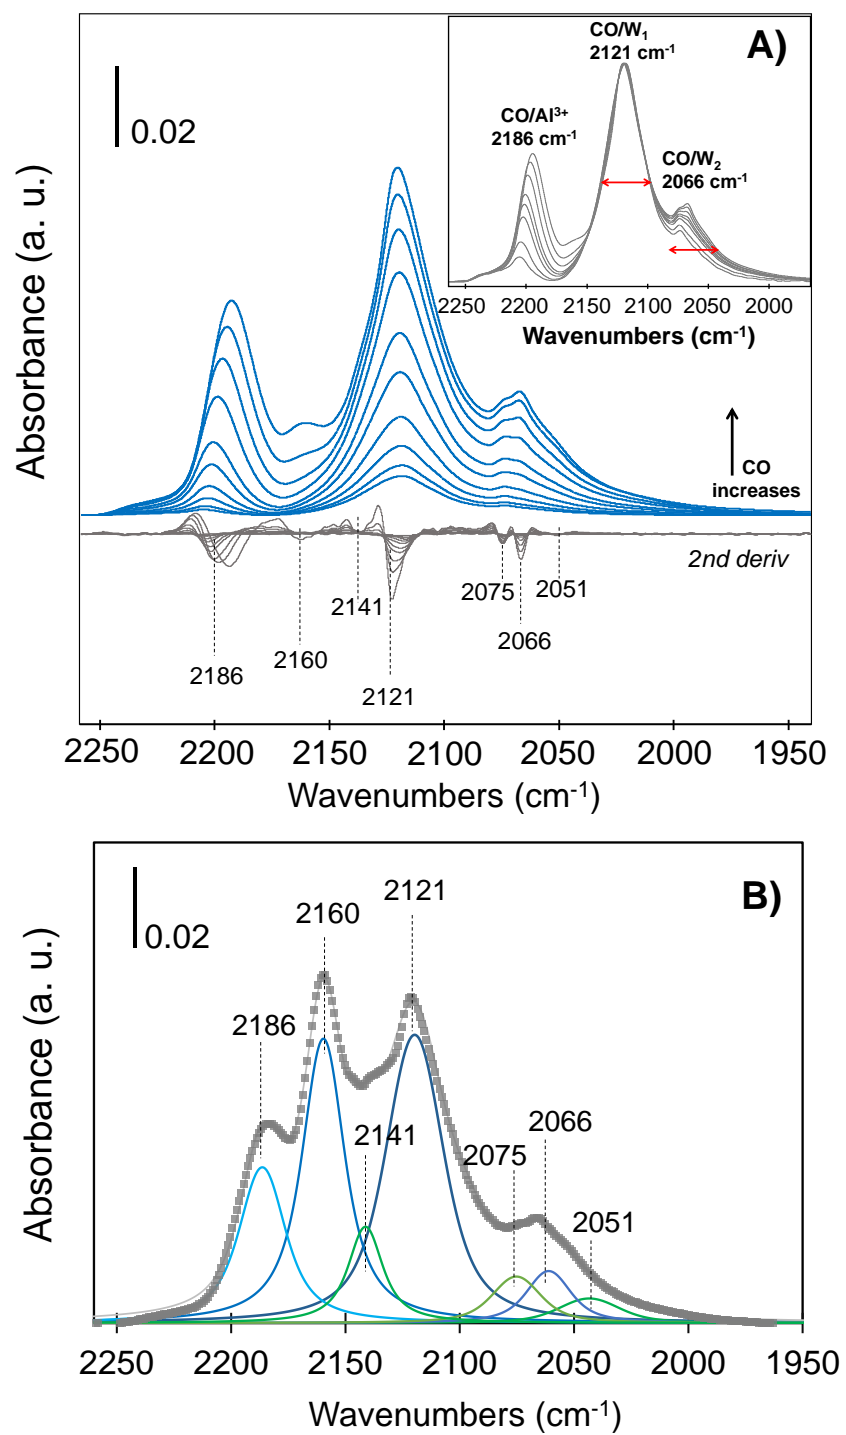 A)
CO/W₁
2121 cm⁻¹
CO/Al³⁺
2186 cm⁻¹
CO/W₂
2066 cm⁻¹
2250 2200 2150 2100 2050 2000
Wavenumbers (cm⁻¹)
0.02
Absorbance (a. u.)
CO
increases
2nd deriv
2186
2160
2141
2121
2075
2066
2051
2250 2200 2150 2100 2050 2000 1950
Wavenumbers (cm⁻¹)
B)
0.02
Absorbance (a. u.)
2186
2160
2141
2121
2075
2066
2051
2250 2200 2150 2100 2050 2000 1950
Wavenumbers (cm⁻¹)